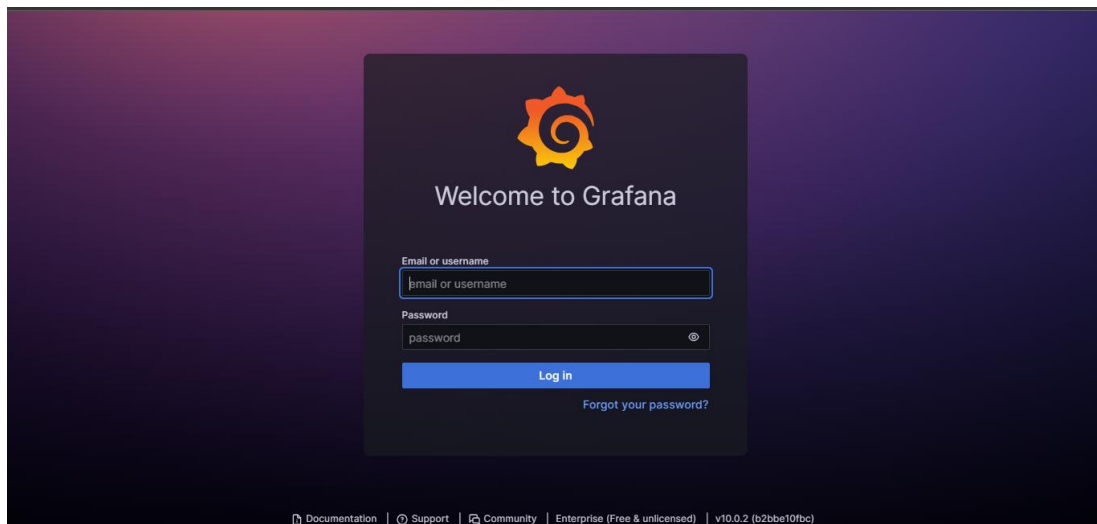 Welcome to Grafana
Email or username
email or username
Password
password
Log in
Forgot your password?
Documentation | Support | Community | Enterprise (Free & unlicensed) | v10.0.2 (b2bbe10fbc)